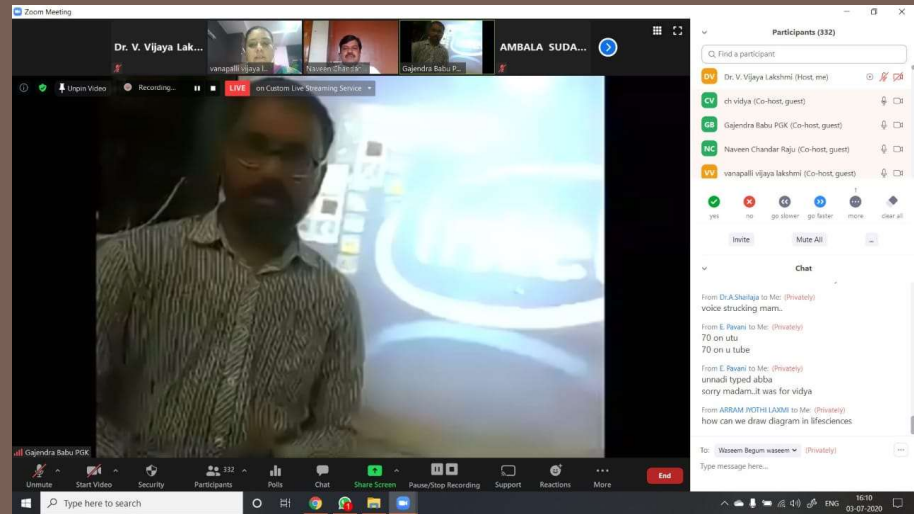 Zoom Meeting
Dr. V. Vijaya Lak...
vanapalli vijaya l...
Naveen Chandar
Gajendra Babu P...
AMBALA SUDA...
Unpin Video
Recording...
LIVE
on Custom Live Streaming Service
Gajendra Babu PGK
Unmute
Start Video
Security
332
Participants
Polls
Chat
Share Screen
Pause/Stop Recording
Support
Reactions
More
End
Participants (332)
Find a participant
DV Dr. V. Vijaya Lakshmi (Host, me)
CV ch vidya (Co-host, guest)
GB Gajendra Babu PGK (Co-host, guest)
NC Naveen Chandar Raju (Co-host, guest)
VV vanapalli vijaya lakshmi (Co-host, guest)
1
yes no go slower go faster more clear all
Invite Mute All ...
Chat
From Dr.A.Shailaja to Me: (Privately)
voice strucking mam..
From E. Pavani to Me: (Privately)
70 on utu
70 on u tube
From E. Pavani to Me: (Privately)
unnadi typed abba
sorry madam..it was for vidya
From ARRAM JYOTHI LAXMI to Me: (Privately)
how can we draw diagram in lifesciences
To: Waseem Begum waseem (Privately)
Type message here...
Type here to search
ENG
16:10
03-07-2020